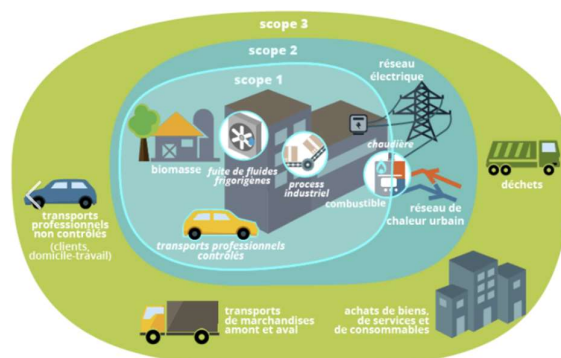 scope 3
scope 2
scope 1
réseau
électrique
biomasse
fuite de fluides
frigorigènes
process
industriel
chaudière
combustible
réseau de
chaleur urbain
déchets
transports
professionnels
non contrôlés
(clients,
domicile-travail)
transports professionnels
contrôlés
transports
de marchandises
amont et aval
achats de biens,
de services et
de consommables